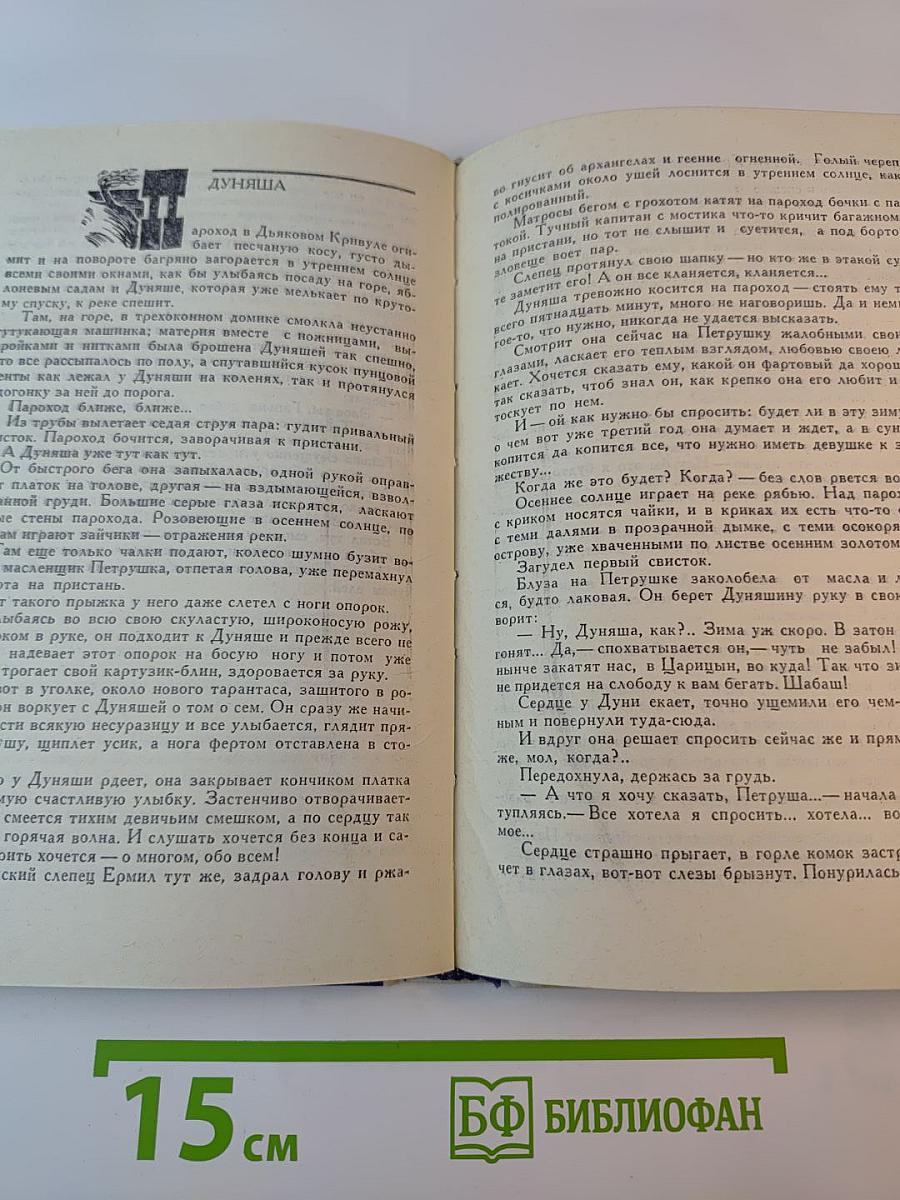 ДУНЯША
Пароход в Дьяковом Кривуле оги-
бает песчаную косу, густо ды-
мит и на повороте багряно загорается в утреннем солнце
всеми своими окнами, как бы улыбаясь посаду на горе, яб-
лоневым садам и Дуняше, которая уже мелькает по круто-
му спуску, к реке спешит.
Там, на горе, в трехоконном домике смолкла неустанно
тутукающая машинка; материя вместе с ножницами, вы-
ройками и нитками была брошена Дуняшей так спешно,
то все рассыпалось по полу, а спутавшийся кусок пунцовой
енты как лежал у Дуняши на коленях, так и протянулся
догонку за ней до порога.
Пароход ближе, ближе...
Из трубы вылетает седая струя пара: гудит привальный
исток. Пароход бочится, заворачивая к пристани.
А Дуняша уже тут как тут.
От быстрого бега она запыхалась, одной рукой оправ-
т платок на голове, другая — на вздымающейся, взвол-
анной груди. Большие серые глаза искрятся, ласкают
ые стены парохода. Розовеющие в осеннем солнце, по
ам играют зайчики — отражения реки.
Там еще только чалки подают, колесо шумно бузит во-
масленщик Петрушка, отпетая голова, уже перемахнул
ота на пристань.
т такого прыжка у него даже слетел с ноги опорок.
лыбаясь во всю свою скуластую, широконосую рожу,
рком в руке, он подходит к Дуняше и прежде всего не
надевает этот опорок на босую ногу и потом уже
трогает свой картузик-блин, здоровается за руку.
вот в уголке, около нового тарантаса, зашитого в ро-
он воркует с Дуняшей о том о сем. Он сразу же начи-
сти всякую несуразицу и все улыбается, глядит пря-
ушу, щиплет усик, а нога фертом отставлена в сто-
о у Дуняши рдеет, она закрывает кончиком платка
мую счастливую улыбку. Застенчиво отворачивает-
смеется тихим девичьим смешком, а по сердцу так
горячая волна. И слушать хочется без конца и са-
рить хочется — о многом, обо всем!
ский слепец Ермил тут же, задрал голову и ржа-
во гнусит об архангелах и геенне огненной. Голый череп
с косичками около ушей лоснится в утреннем солнце, как
полированный.
Матросы бегом с грохотом катят на пароход бочки с па
токой. Тучный капитан с мостика что-то кричит багажном
на пристани, но тот не слышит и суетится, а под борто
зловеще воет пар.
Слепец протянул свою шапку — но кто же в этакой су
те заметит его! А он все кланяется, кланяется...
Дуняша тревожно косится на пароход — стоять ему т
всего пятнадцать минут, много не наговоришь. Да и нем
гое-то, что нужно, никогда не удается высказать.
Смотрит она сейчас на Петрушку жалобными свои
глазами, ласкает его теплым взглядом, любовью своею л
кает. Хочется сказать ему, какой он фартовый да хорош
так сказать, чтоб знал он, как крепко она его любит и
тоскует по нем.
И — ой как нужно бы спросить: будет ли в эту зиму
о чем вот уже третий год она думает и ждет, а в сун
копится да копится все, что нужно иметь девушке к з
жеству...
Когда же это будет? Когда? — без слов рвется во
Осеннее солнце играет на реке рябью. Над парох
с криком носятся чайки, и в криках их есть что-то
с теми далями в прозрачной дымке, с теми осокоря
острову, уже хваченными по листве осенним золотом
Загудел первый свисток.
Блуза на Петрушке заколобела от масла и л
ся, будто лаковая. Он берет Дуняшину руку в свою
ворит:
— Ну, Дуняша, как?.. Зима уж скоро. В затон
гонят... Да,— спохватывается он,— чуть не забыл!
нынче закатят нас, в Царицын, во куда! Так что зи
не придется на слободу к вам бегать. Шабаш!
Сердце у Дуни екает, точно ущемили его чем-
ным и повернули туда-сюда.
И вдруг она решает спросить сейчас же и прям
же, мол, когда?..
Передохнула, держась за грудь.
— А что я хочу сказать, Петруша...— начала
тупляясь.— Все хотела я спросить... хотела... во
мое...
Сердце страшно прыгает, в горле комок застр
чет в глазах, вот-вот слезы брызнут. Понурилась
15 см
БФ БИБЛИОФАН